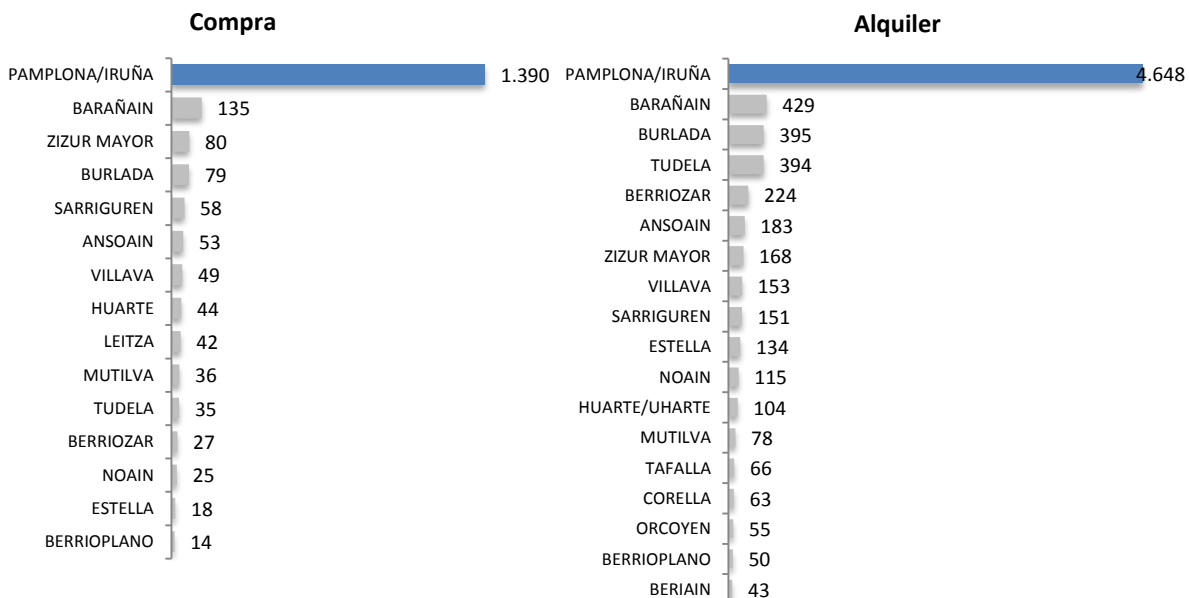 Compra
PAMPLONA/IRUÑA 1.390
BARAÑAIN 135
ZIZUR MAYOR 80
BURLADA 79
SARRIGUREN 58
ANSOAIN 53
VILLAVA 49
HUARTE 44
LEITZA 42
MUTILVA 36
TUDELA 35
BERRIOZAR 27
NOAIN 25
ESTELLA 18
BERRIOPLANO 14
Alquiler
PAMPLONA/IRUÑA 4.648
BARAÑAIN 429
BURLADA 395
TUDELA 394
BERRIOZAR 224
ANSOAIN 183
ZIZUR MAYOR 168
VILLAVA 153
SARRIGUREN 151
ESTELLA 134
NOAIN 115
HUARTE/UHARTE 104
MUTILVA 78
TAFALLA 66
CORELLA 63
ORCOYEN 55
BERRIOPLANO 50
BERIAIN 43